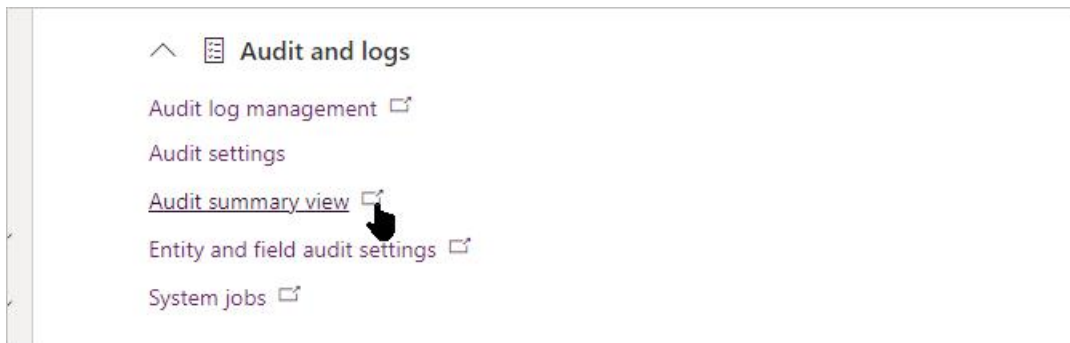 Audit and logs
Audit log management
Audit settings
Audit summary view
Entity and field audit settings
System jobs